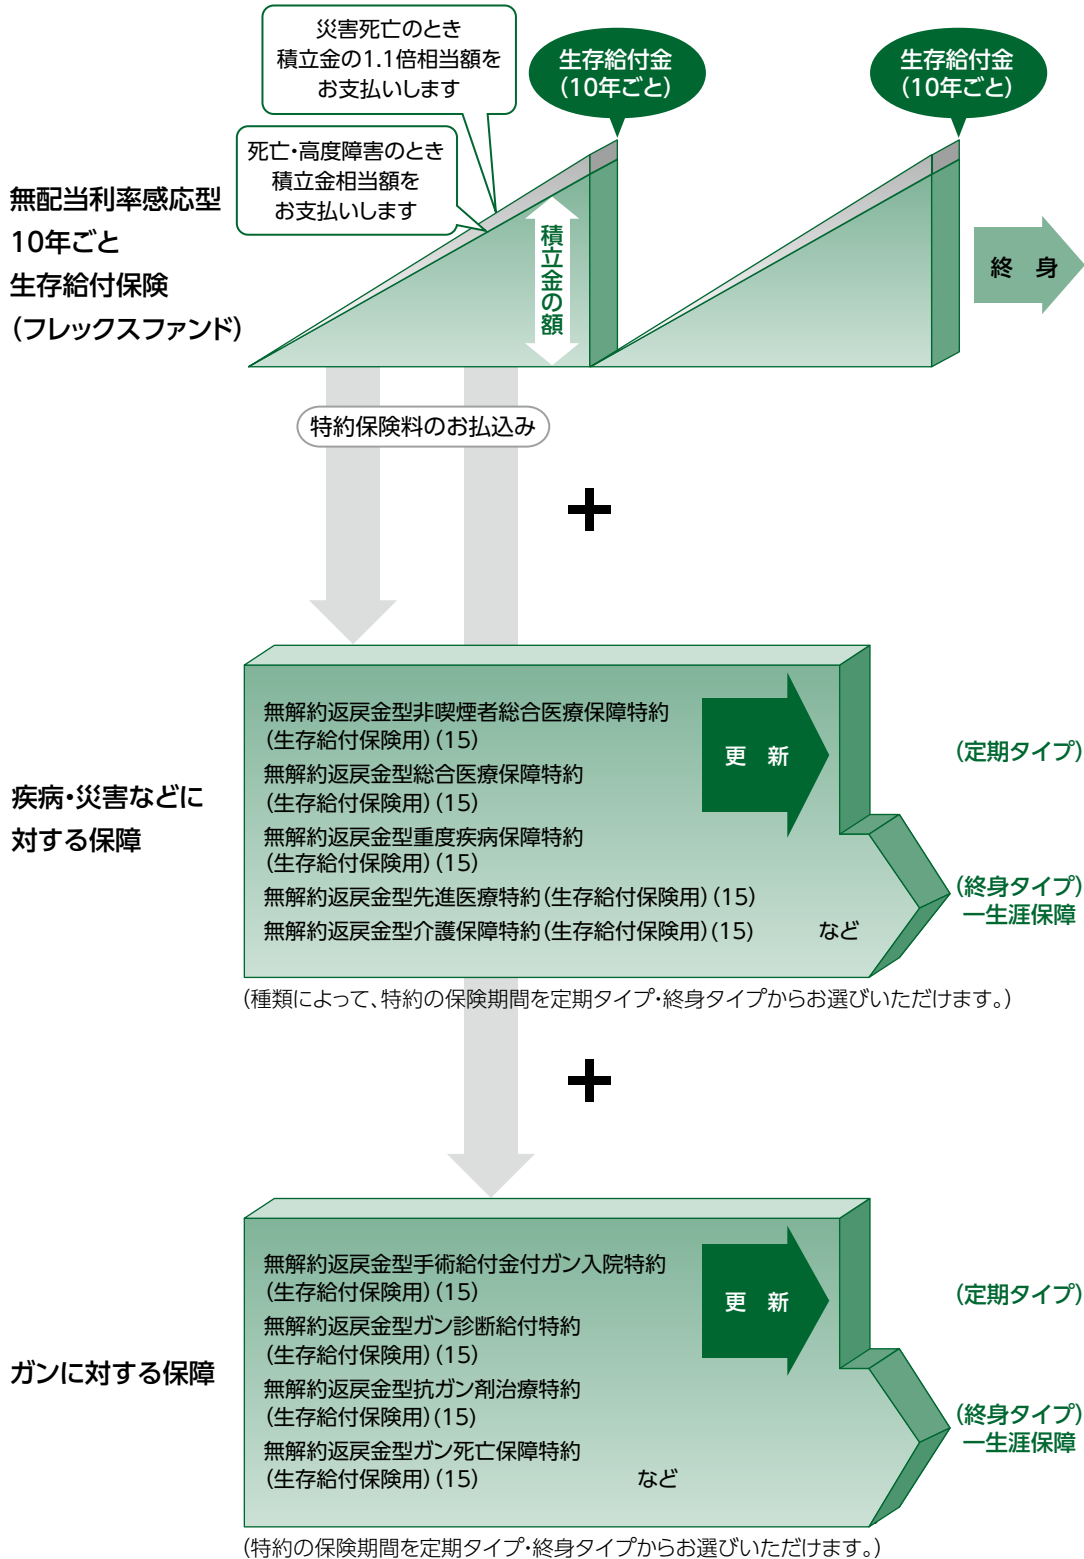 災害死亡のとき
積立金の1.1倍相当額を
お支払いします
生存給付金
(10年ごと)
生存給付金
(10年ごと)
死亡・高度障害のとき
積立金相当額を
お支払いします
無配当利率感応型
10年ごと
生存給付保険
(フレックスファンド)
積立金の額
終 身
特約保険料のお払込み
+
疾病・災害などに
対する保障
無解約返戻金型非喫煙者総合医療保障特約
(生存給付保険用)(15)
無解約返戻金型総合医療保障特約
(生存給付保険用)(15)
無解約返戻金型重度疾病保障特約
(生存給付保険用)(15)
無解約返戻金型先進医療特約(生存給付保険用)(15)
無解約返戻金型介護保障特約(生存給付保険用)(15) など
更 新
(定期タイプ)
(終身タイプ)
一生涯保障
(種類によって、特約の保険期間を定期タイプ・終身タイプからお選びいただけます。)
+
ガンに対する保障
無解約返戻金型手術給付金付ガン入院特約
(生存給付保険用)(15)
無解約返戻金型ガン診断給付特約
(生存給付保険用)(15)
無解約返戻金型抗ガン剤治療特約
(生存給付保険用)(15)
無解約返戻金型ガン死亡保障特約
(生存給付保険用)(15) など
更 新
(定期タイプ)
(終身タイプ)
一生涯保障
(特約の保険期間を定期タイプ・終身タイプからお選びいただけます。)